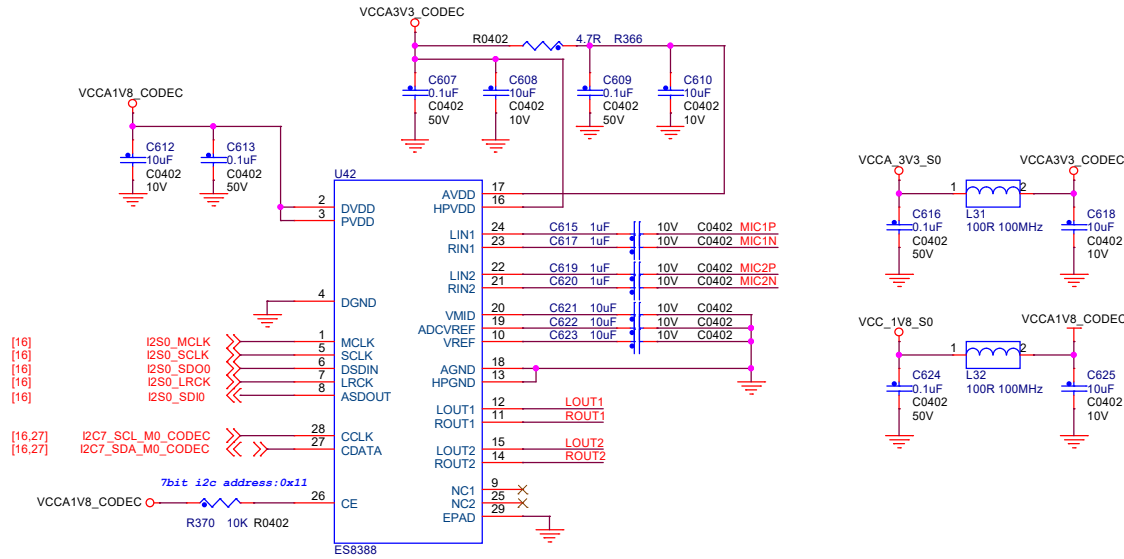 VCCA3V3_CODEC
R0402 4.7R R366
C607
0.1uF
C0402
50V
C608
10uF
C0402
10V
C609
0.1uF
C0402
50V
C610
10uF
C0402
10V
VCCA1V8_CODEC
C612
10uF
C0402
10V
C613
0.1uF
C0402
50V
U42
2 DVDD
3 PVDD
4 DGND
[16] I2S0_MCLK 1 MCLK
[16] I2S0_SCLK 5 SCLK
[16] I2S0_SDO0 6 DSDIN
[16] I2S0_LRCK 7 LRCK
[16] I2S0_SDI0 8 ASDOUT
[16,27] I2C7_SCL_M0_CODEC 28 CCLK
[16,27] I2C7_SDA_M0_CODEC 27 CDATA
7bit i2c address:0x11
VCCA1V8_CODEC 26 CE
R370 10K R0402
ES8388
AVDD 17
HPVDD 16
LIN1 24 C615 1uF 10V C0402 MIC1P
RIN1 23 C617 1uF 10V C0402 MIC1N
LIN2 22 C619 1uF 10V C0402 MIC2P
RIN2 21 C620 1uF 10V C0402 MIC2N
VMID 20 C621 10uF 10V C0402
ADCVREF 19 C622 10uF 10V C0402
VREF 10 C623 10uF 10V C0402
AGND 18
HPGND 13
LOUT1 12 LOUT1
ROUT1 11 ROUT1
LOUT2 15 LOUT2
ROUT2 14 ROUT2
NC1 9
NC2 25
EPAD 29
VCCA_3V3_S0 VCCA3V3_CODEC
1 2
L31
100R 100MHz
C616
0.1uF
C0402
50V
C618
10uF
C0402
10V
VCC_1V8_S0 VCCA1V8_CODEC
1 2
L32
100R 100MHz
C624
0.1uF
C0402
50V
C625
10uF
C0402
10V